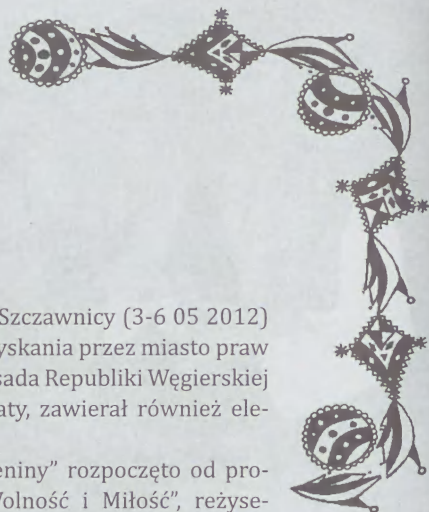 Szczawnicy (3-6 05 2012)
yskania przez miasto praw
sada Republiki Węgierskiej
aty, zawierał również ele-
eniny” rozpoczęto od pro-
olność i Miłość”, reżyse-